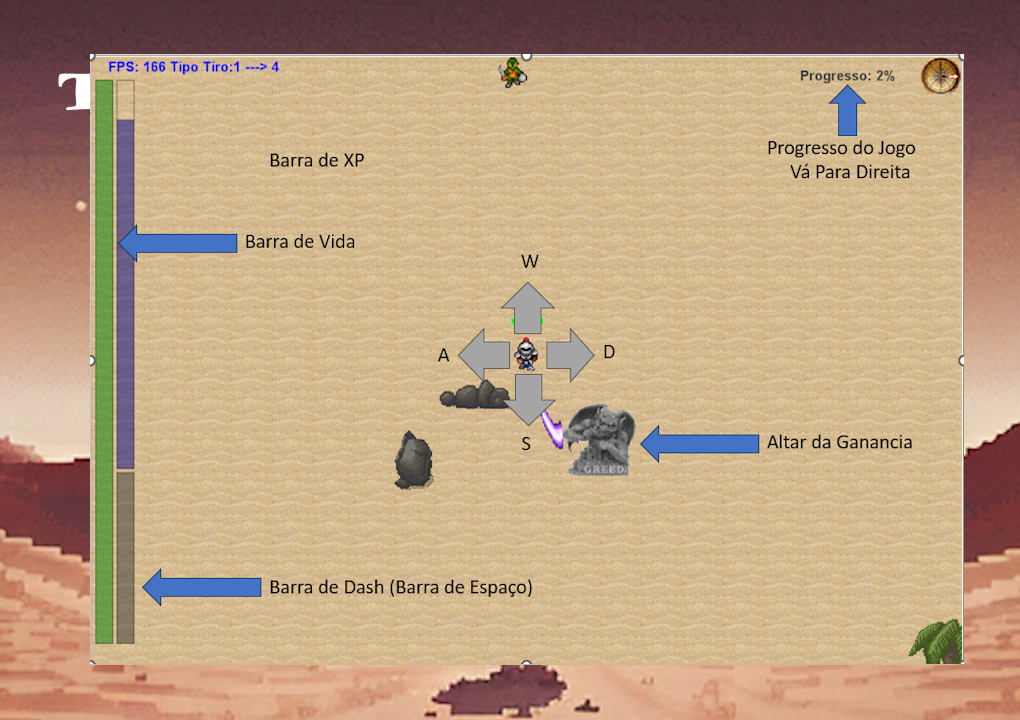 T
FPS: 166 Tipo Tiro:1 ---> 4
Progresso: 2%
Progresso do Jogo
Vá Para Direita
Barra de XP
Barra de Vida
W
A
D
S
GREED
Altar da Ganancia
Barra de Dash (Barra de Espaço)